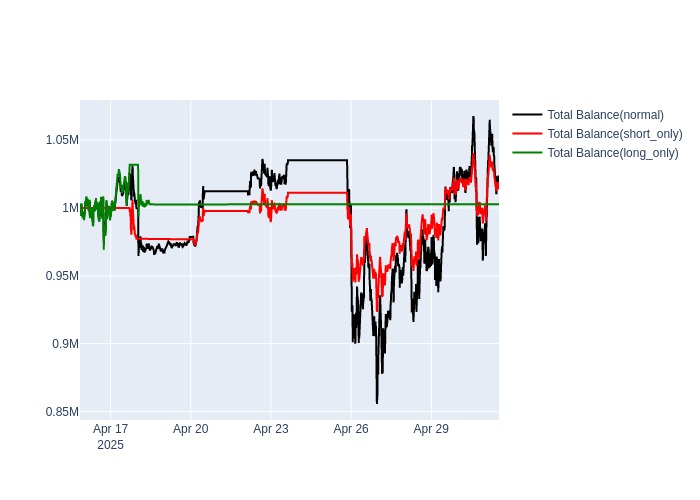 Total Balance(normal)
Total Balance(short_only)
Total Balance(long_only)
1.05M
1M
0.95M
0.9M
0.85M
Apr 17
2025
Apr 20
Apr 23
Apr 26
Apr 29